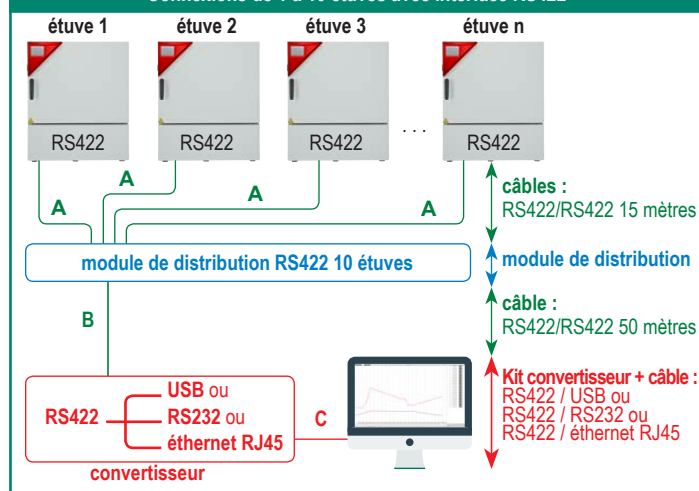 étuve 1
étuve 2
étuve 3
étuve n
RS422
RS422
RS422
. . .
RS422
A
A
A
A
câbles :
RS422/RS422 15 mètres
module de distribution RS422 10 étuves
module de distribution
B
câble :
RS422/RS422 50 mètres
RS422
USB ou
RS232 ou
éthernet RJ45
convertisseur
C
Kit convertisseur + câble :
RS422 / USB ou
RS422 / RS232 ou
RS422 / éthernet RJ45